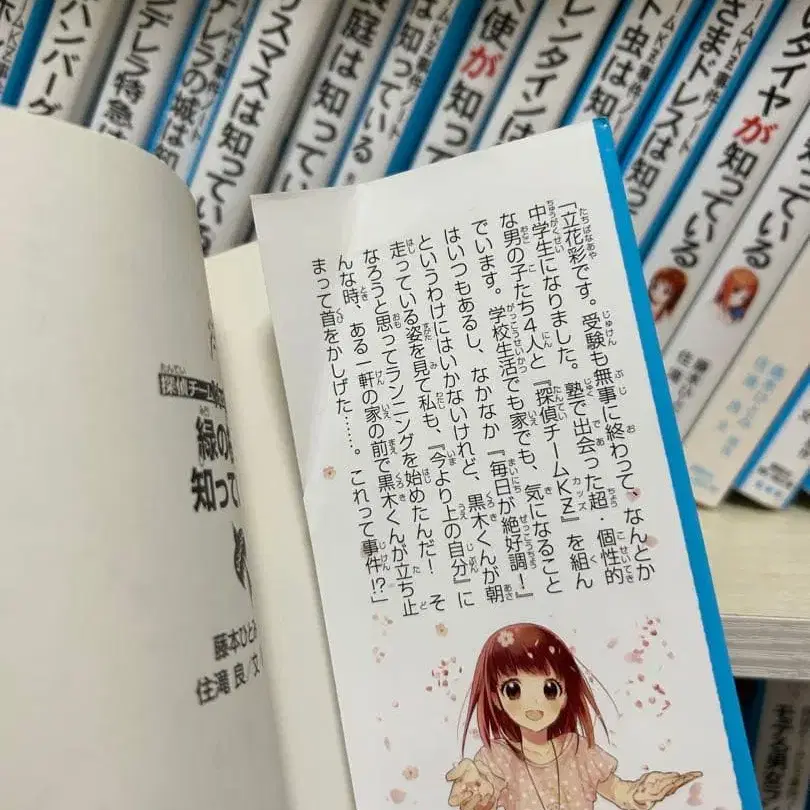 「立花彩です。受験も無事に終わって、なんとか
中学生になりました。塾で出会った超・個性的
な男の子たち4人と『探偵チームKZ』を組ん
でいます。学校生活でも家でも、気になること
はいつもあるし、なかなか『毎日が絶好調！』
というわけにはいかないけれど、黒木くんが朝
走っている姿を見て私も、『今より上の自分』に
なろうと思ってランニングを始めたんだ！ そ
んな時、ある一軒の家の前で黒木くんが立ち止
まって首をかしげた……。これって事件!?」
探偵チーム
緑の
知って
藤本ひとみ
住滝 良/文
ハンバーグ
シンデレラ特急は
シンデレラの城は知
クリスマスは知っている
裏庭は知っている
天使が知っている
バレンタインは知っ
ト虫は知っている
さまドレスは知っている
ダイヤが知っている